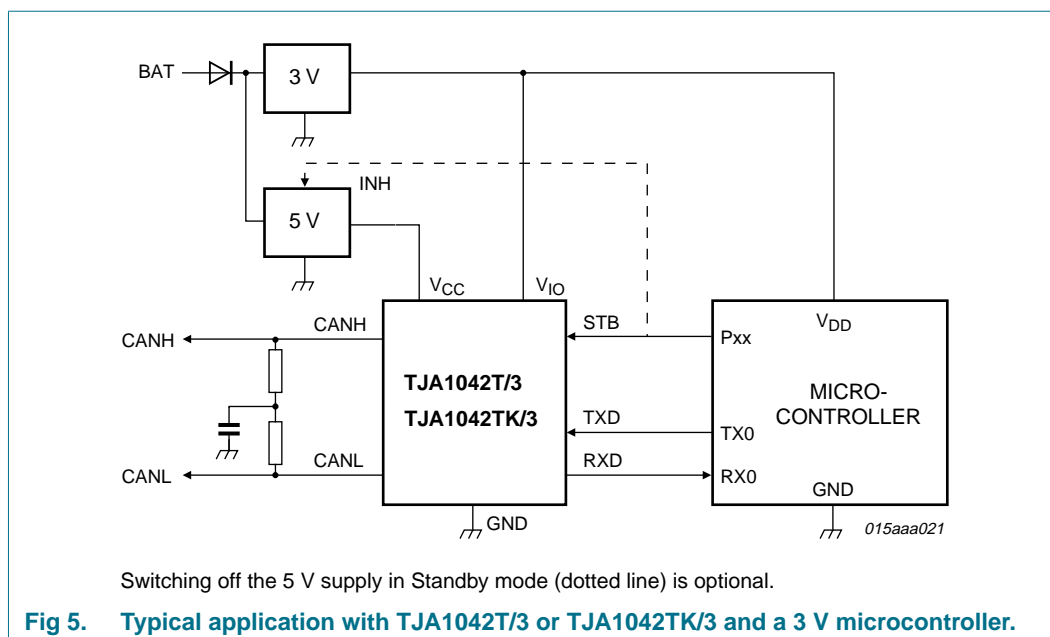 BAT
3 V
INH
5 V
VCC
VIO
CANH
CANH
STB
Pxx
VDD
TJA1042T/3
TJA1042TK/3
MICRO-
CONTROLLER
TXD
TX0
CANL
CANL
RXD
RX0
GND
GND
015aaa021
Switching off the 5 V supply in Standby mode (dotted line) is optional.
Fig 5. Typical application with TJA1042T/3 or TJA1042TK/3 and a 3 V microcontroller.